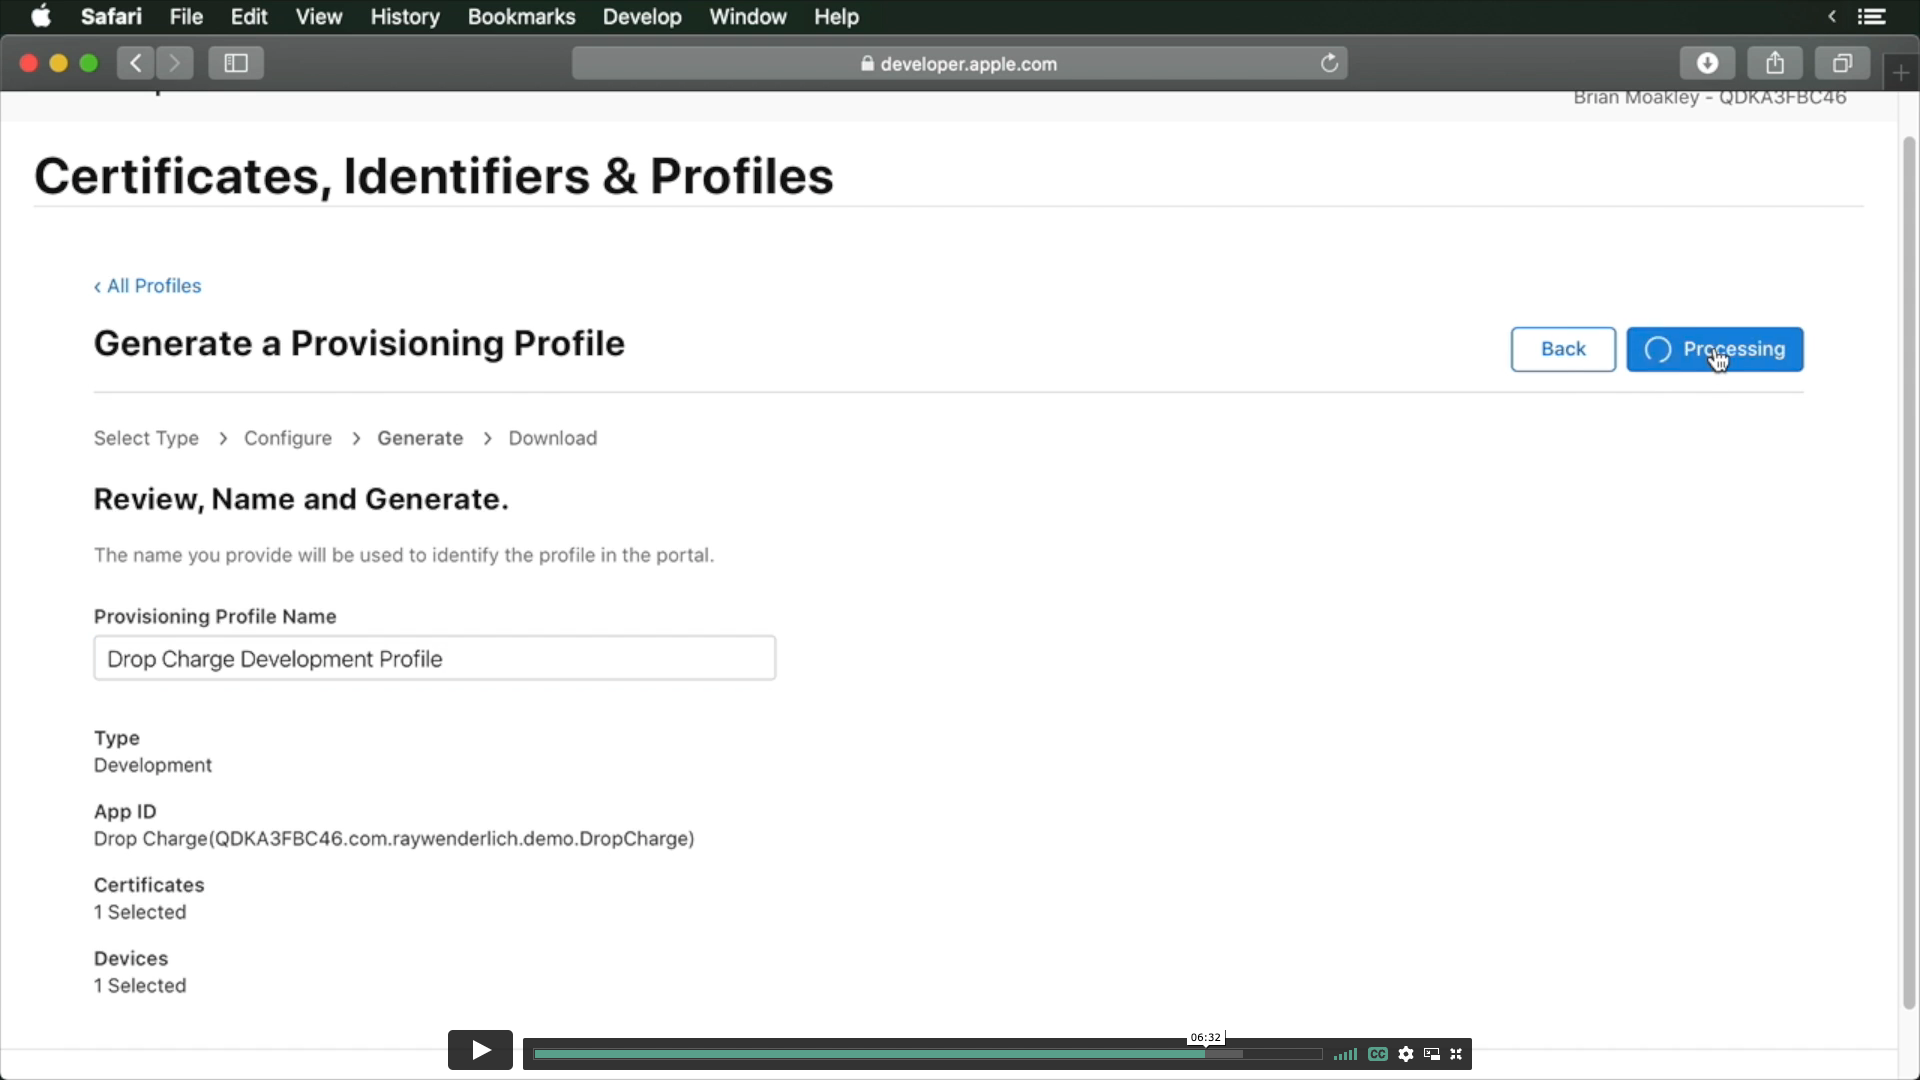 Safari File Edit View History Bookmarks Develop Window Help
developer.apple.com
Brian Moakley - QDKA3FBC46
Certificates, Identifiers & Profiles
‹ All Profiles
Generate a Provisioning Profile
Back
Processing
Select Type > Configure > Generate > Download
Review, Name and Generate.
The name you provide will be used to identify the profile in the portal.
Provisioning Profile Name
Drop Charge Development Profile
Type
Development
App ID
Drop Charge(QDKA3FBC46.com.raywenderlich.demo.DropCharge)
Certificates
1 Selected
Devices
1 Selected
06:32
CC